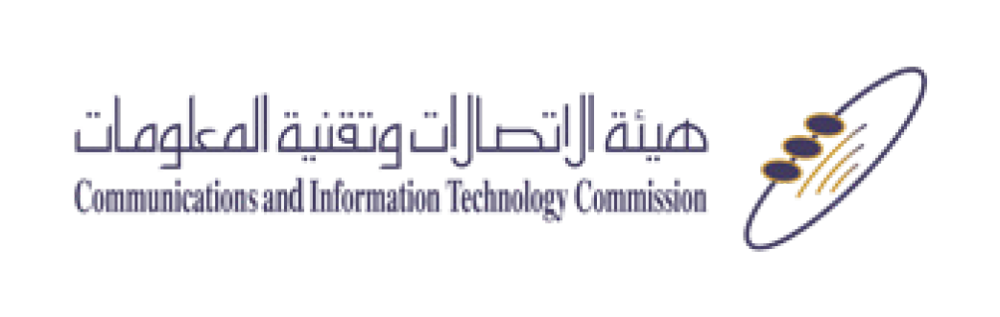 هيئة الاتصالات وتقنية المعلومات
Communications and Information Technology Commission